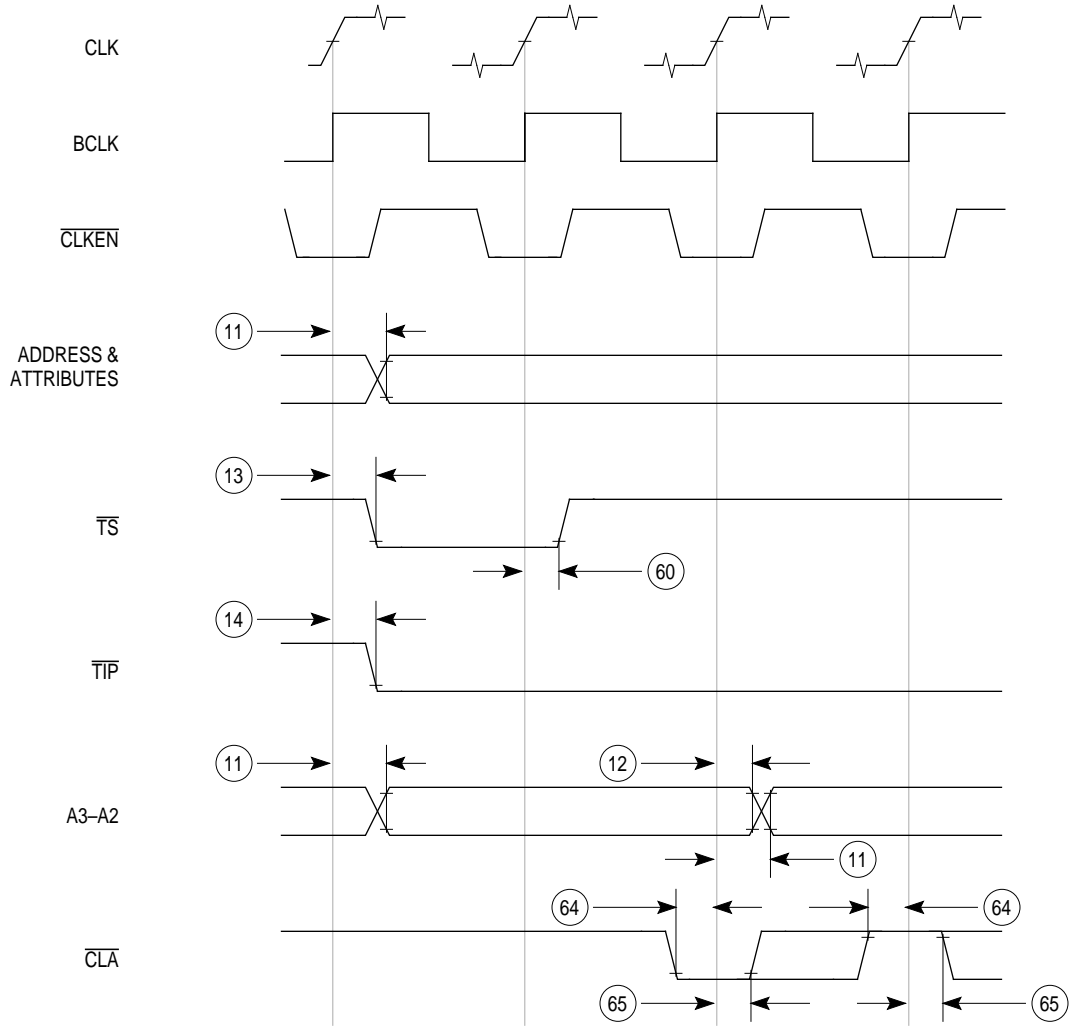 CLK
BCLK
CLKEN
11
ADDRESS &
ATTRIBUTES
13
TS
60
14
TIP
11
12
A3–A2
11
64
64
CLA
65
65